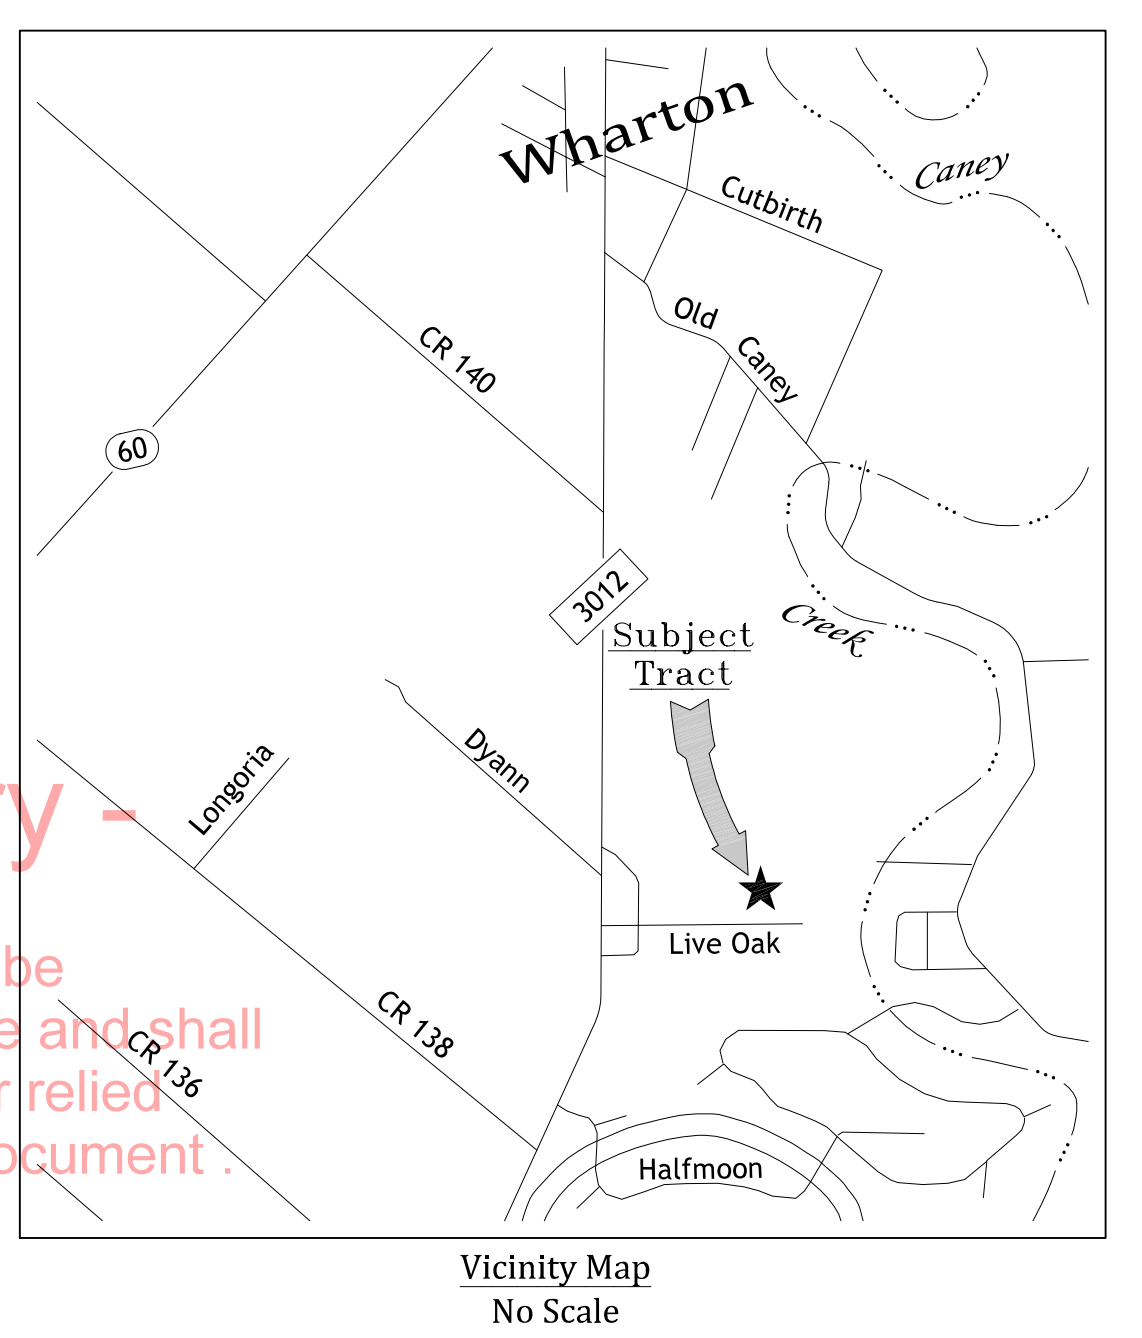 Wharton
Caney
Cutbirth
Old
Caney
CR 140
60
3012
Creek
Subject
Tract
Dyann
Longoria
ry -
Live Oak
be
CR 138
e and shall
CR 136
r relied
ocument .
Halfmoon
Vicinity Map
No Scale